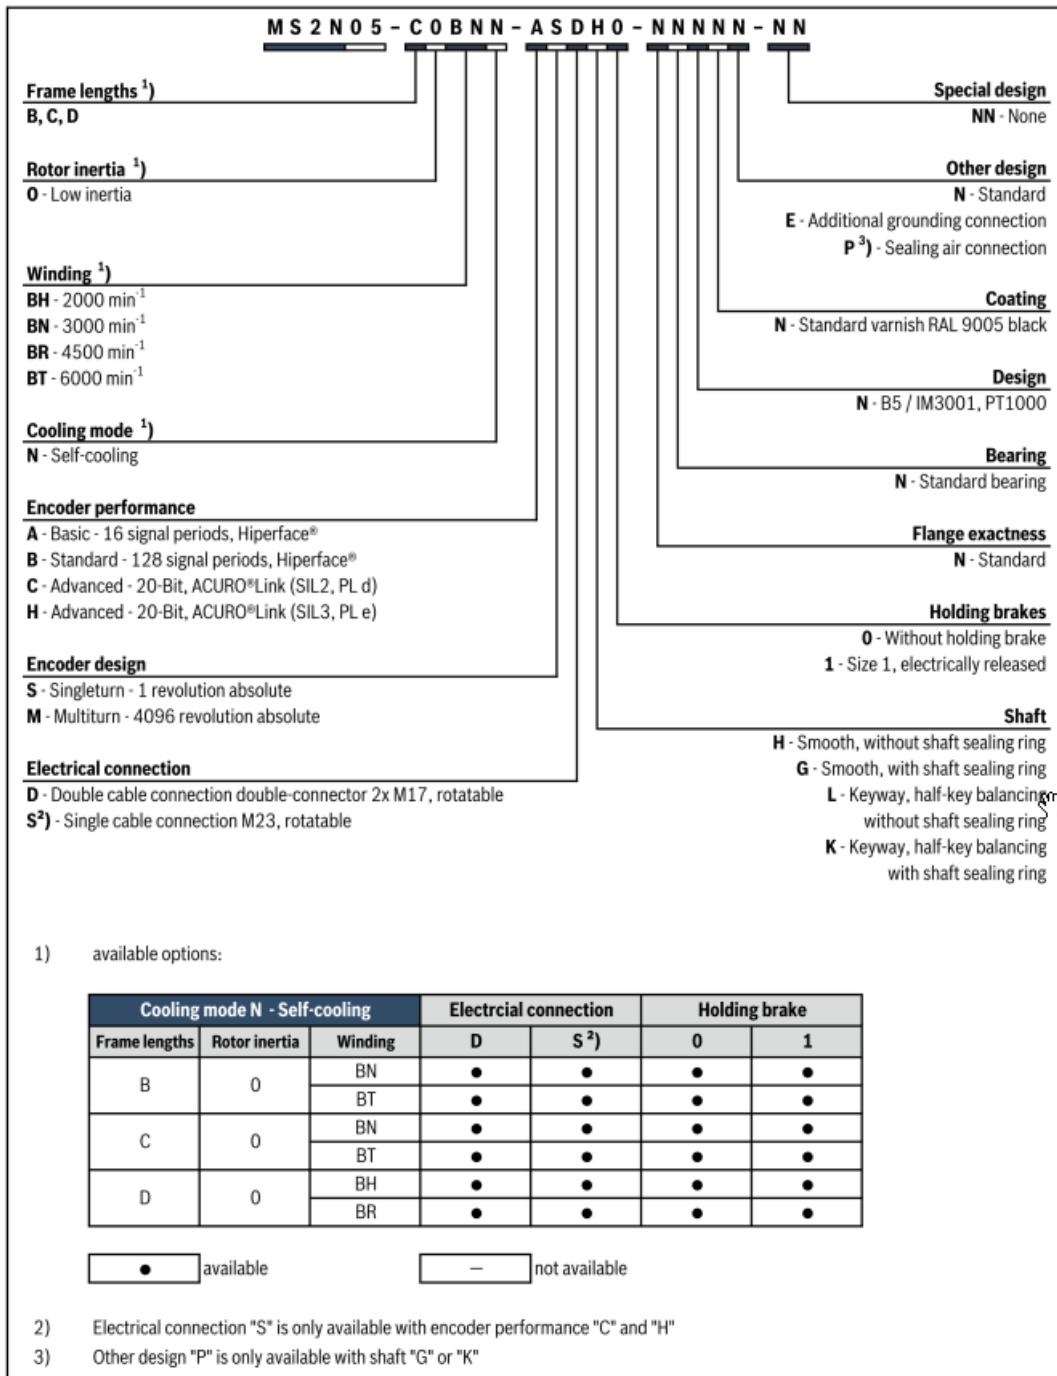 MS2N05-C0BNN-ASDH0-NNNNN-NN
Frame lengths ¹)
B, C, D
Rotor inertia ¹)
0 - Low inertia
Winding ¹)
BH - 2000 min⁻¹
BN - 3000 min⁻¹
BR - 4500 min⁻¹
BT - 6000 min⁻¹
Cooling mode ¹)
N - Self-cooling
Encoder performance
A - Basic - 16 signal periods, Hiperface®
B - Standard - 128 signal periods, Hiperface®
C - Advanced - 20-Bit, ACURO®Link (SIL2, PL d)
H - Advanced - 20-Bit, ACURO®Link (SIL3, PL e)
Encoder design
S - Singleturn - 1 revolution absolute
M - Multiturn - 4096 revolution absolute
Electrical connection
D - Double cable connection double-connector 2x M17, rotatable
S²) - Single cable connection M23, rotatable
Special design
NN - None
Other design
N - Standard
E - Additional grounding connection
P ³) - Sealing air connection
Coating
N - Standard varnish RAL 9005 black
Design
N - B5 / IM3001, PT1000
Bearing
N - Standard bearing
Flange exactness
N - Standard
Holding brakes
0 - Without holding brake
1 - Size 1, electrically released
Shaft
H - Smooth, without shaft sealing ring
G - Smooth, with shaft sealing ring
L - Keyway, half-key balancing
without shaft sealing ring
K - Keyway, half-key balancing
with shaft sealing ring
1) available options:
Cooling mode N - Self-cooling Electrcial connection Holding brake
Frame lengths Rotor inertia Winding D S ²) 0 1
B 0 BN ● ● ● ●
BT ● ● ● ●
C 0 BN ● ● ● ●
BT ● ● ● ●
D 0 BH ● ● ● ●
BR ● ● ● ●
● available — not available
2) Electrical connection "S" is only available with encoder performance "C" and "H"
3) Other design "P" is only available with shaft "G" or "K"